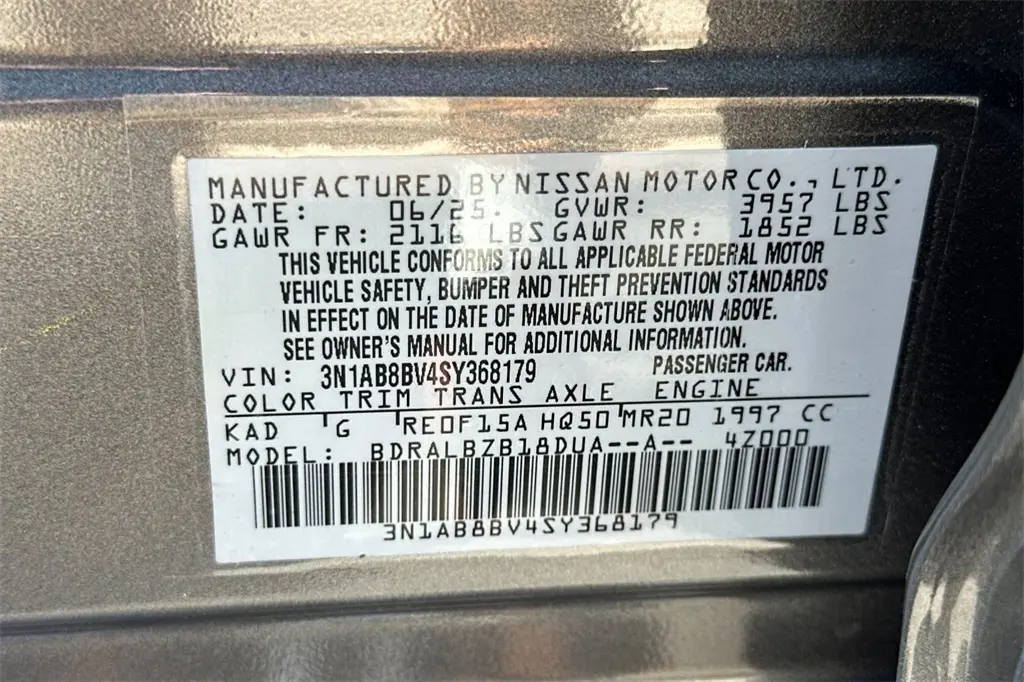 MANUFACTURED BY NISSAN MOTOR CO., LTD.
DATE: 06/25. GVWR: 3957 LBS
GAWR FR: 2116 LBS GAWR RR: 1852 LBS
THIS VEHICLE CONFORMS TO ALL APPLICABLE FEDERAL MOTOR
VEHICLE SAFETY, BUMPER AND THEFT PREVENTION STANDARDS
IN EFFECT ON THE DATE OF MANUFACTURE SHOWN ABOVE.
SEE OWNER'S MANUAL FOR ADDITIONAL INFORMATION.
VIN: 3N1AB8BV4SY368179 PASSENGER CAR.
COLOR TRIM TRANS AXLE ENGINE
KAD G RE0F15A HQ50 MR20 1997 CC
MODEL: BDRALBZB18DUA--A-- 4Z000
3N1AB8BV4SY368179